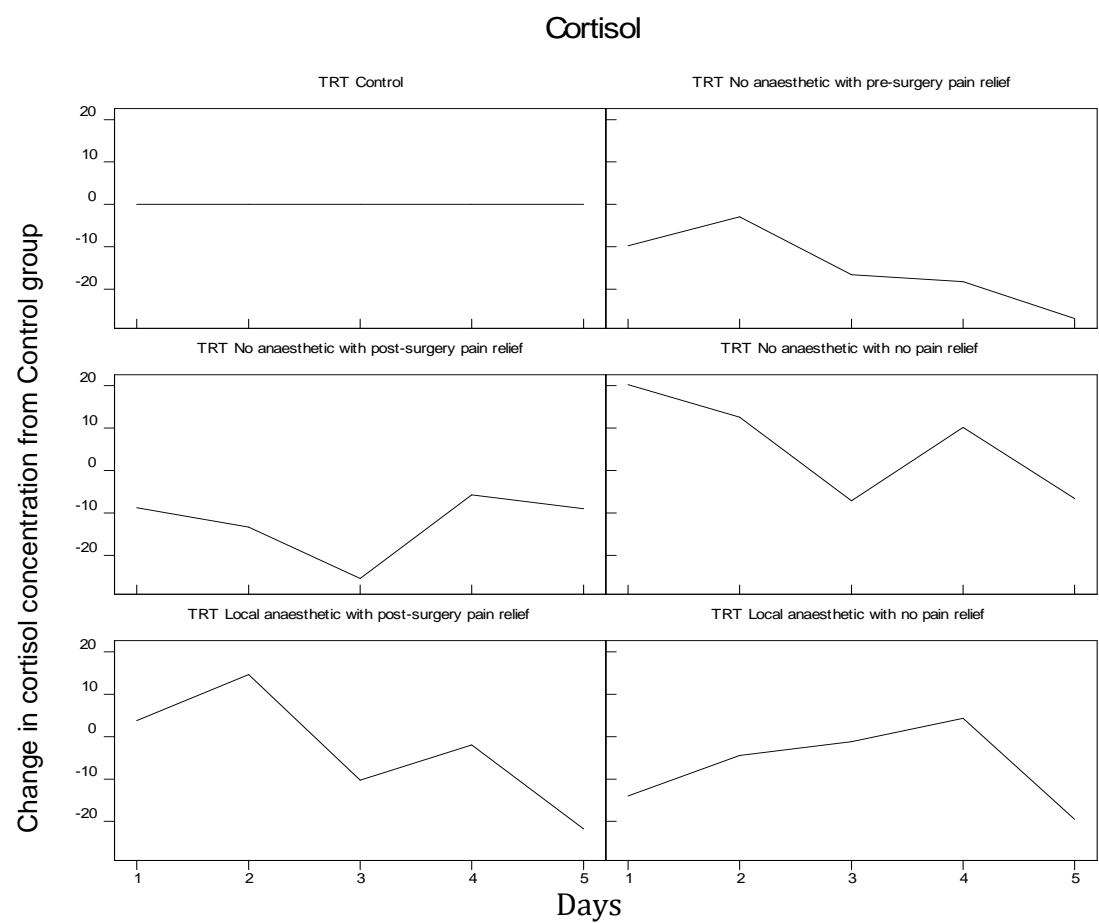 Cortisol
TRT Control
TRT No anaesthetic with pre-surgery pain relief
20
10
0
-10
-20
TRT No anaesthetic with post-surgery pain relief
TRT No anaesthetic with no pain relief
20
10
0
-10
-20
TRT Local anaesthetic with post-surgery pain relief
TRT Local anaesthetic with no pain relief
20
10
0
-10
-20
1 2 3 4 5
1 2 3 4 5
Days
Change in cortisol concentration from Control group